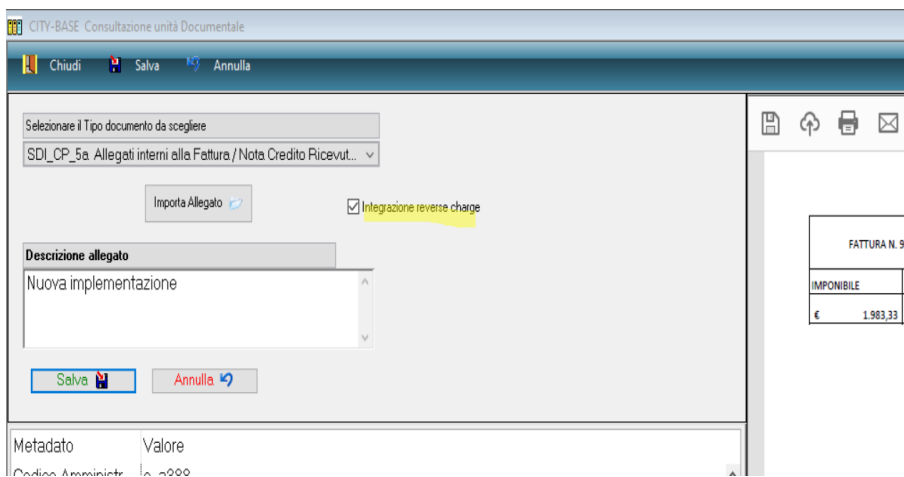 CITY-BASE Consultazione unità Documentale
Chiudi Salva Annulla
Selezionare il Tipo documento da scegliere
SDI_CP_5a Allegati interni alla Fattura / Nota Credito Ricevut...
Importa Allegato
Integrazione reverse charge
Descrizione allegato
Nuova implementazione
Salva Annulla
Metadato Valore
Codice Amministr
FATTURA N. 9
IMPONIBILE
€ 1.983,33